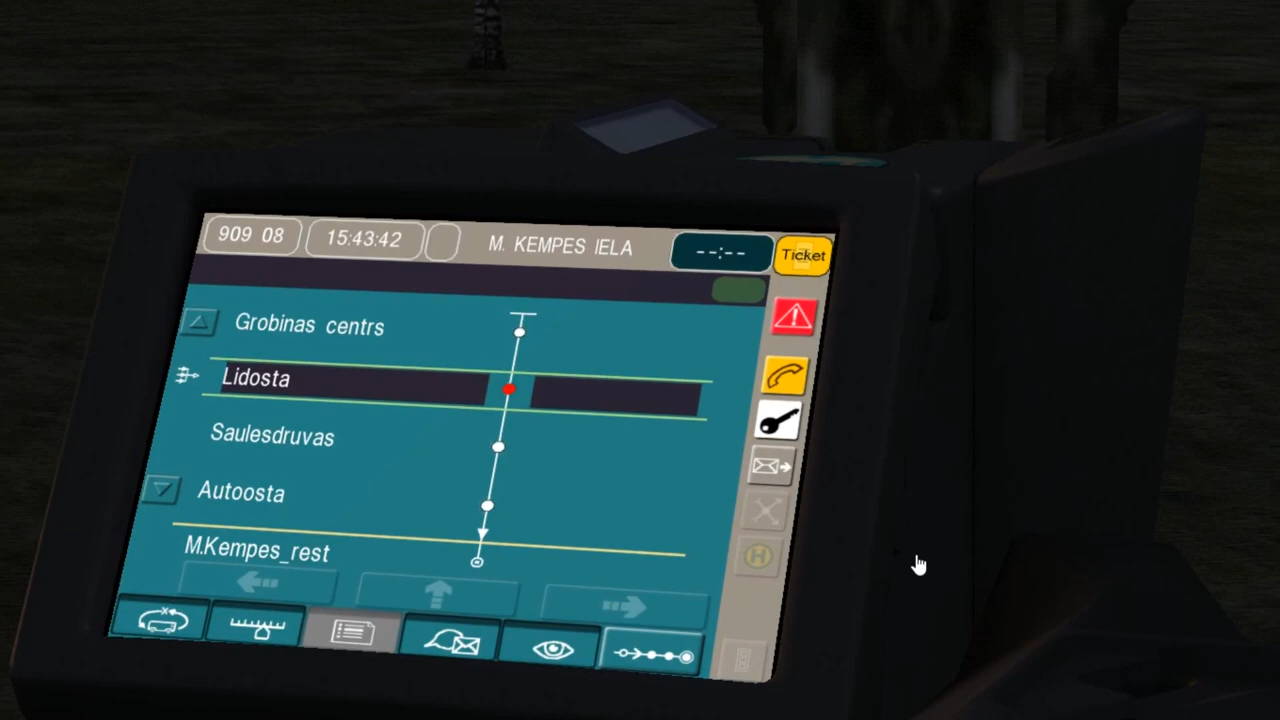 909 08 15:43:42 M. KEMPES IELA --:-- Ticket
Grobinas centrs
Lidosta
Saulesdruvas
Autoosta
M.Kempes_rest
H